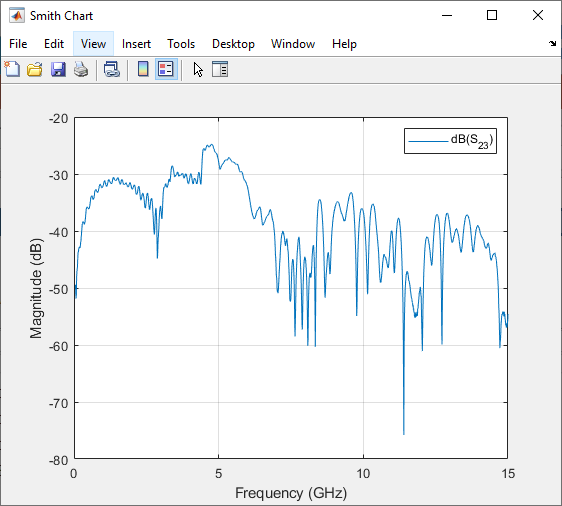 Smith Chart
File Edit View Insert Tools Desktop Window Help
dB(S23)
-20
-30
-40
-50
-60
-70
-80
Magnitude (dB)
0 5 10 15
Frequency (GHz)